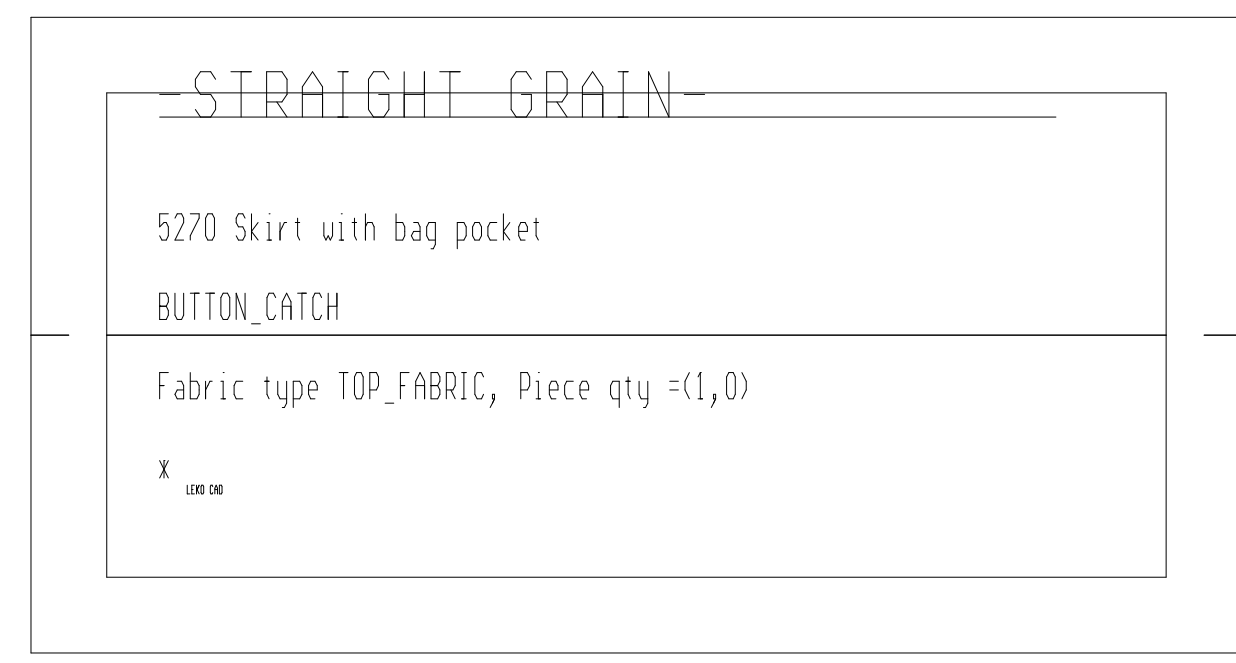 -STRAIGHT GRAIN-
5270 Skirt with bag pocket
BUTTON_CATCH
Fabric type TOP_FABRIC, Piece qty =(1,0)
*
LEKO CAD